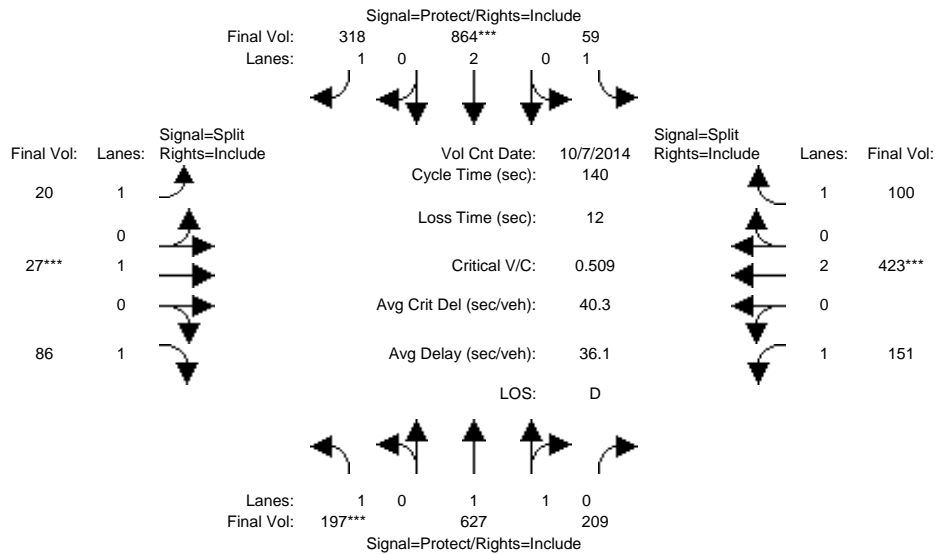 Signal=Protect/Rights=Include
Final Vol: 318 864*** 59
Lanes: 1 0 2 0 1
Signal=Split
Final Vol: Lanes: Rights=Include
Vol Cnt Date: 10/7/2014
Signal=Split
Rights=Include Lanes: Final Vol:
Cycle Time (sec): 140
20 1
1 100
Loss Time (sec): 12
0
0
27*** 1
Critical V/C: 0.509
2 423***
0
Avg Crit Del (sec/veh): 40.3
0
86 1
Avg Delay (sec/veh): 36.1
1 151
LOS: D
Lanes: 1 0 1 1 0
Final Vol: 197*** 627 209
Signal=Protect/Rights=Include